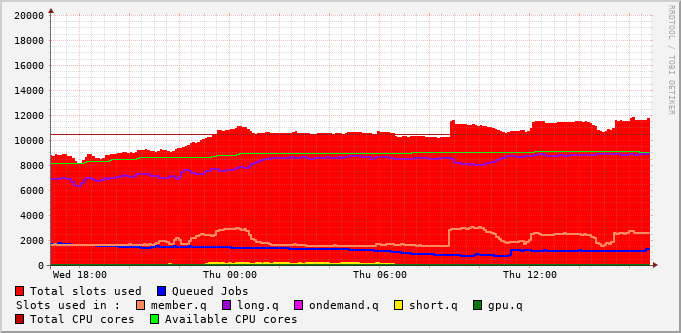 20000
18000
16000
14000
12000
10000
8000
6000
4000
2000
0
Wed 18:00 Thu 00:00 Thu 06:00 Thu 12:00
Total slots used Queued Jobs
Slots used in : member.q long.q ondemand.q short.q gpu.q
Total CPU cores Available CPU cores
RRDTOOL / TOBI OETIKER